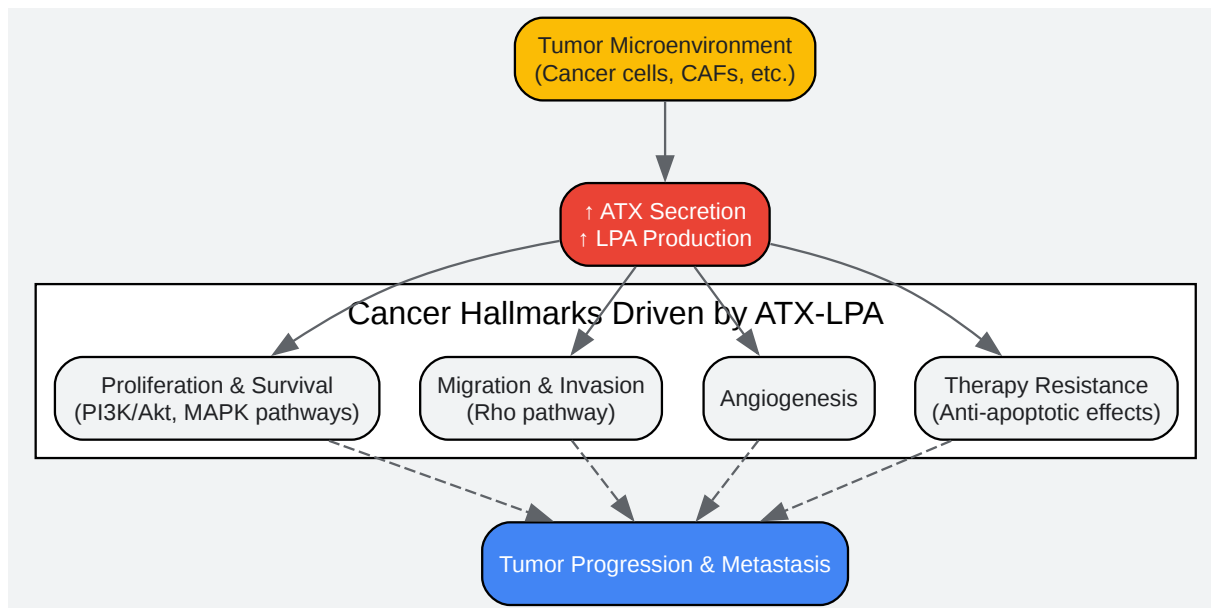 Tumor Microenvironment
(Cancer cells, CAFs, etc.)
↑ ATX Secretion
↑ LPA Production
Cancer Hallmarks Driven by ATX-LPA
Proliferation & Survival
(PI3K/Akt, MAPK pathways)
Migration & Invasion
(Rho pathway)
Angiogenesis
Therapy Resistance
(Anti-apoptotic effects)
Tumor Progression & Metastasis